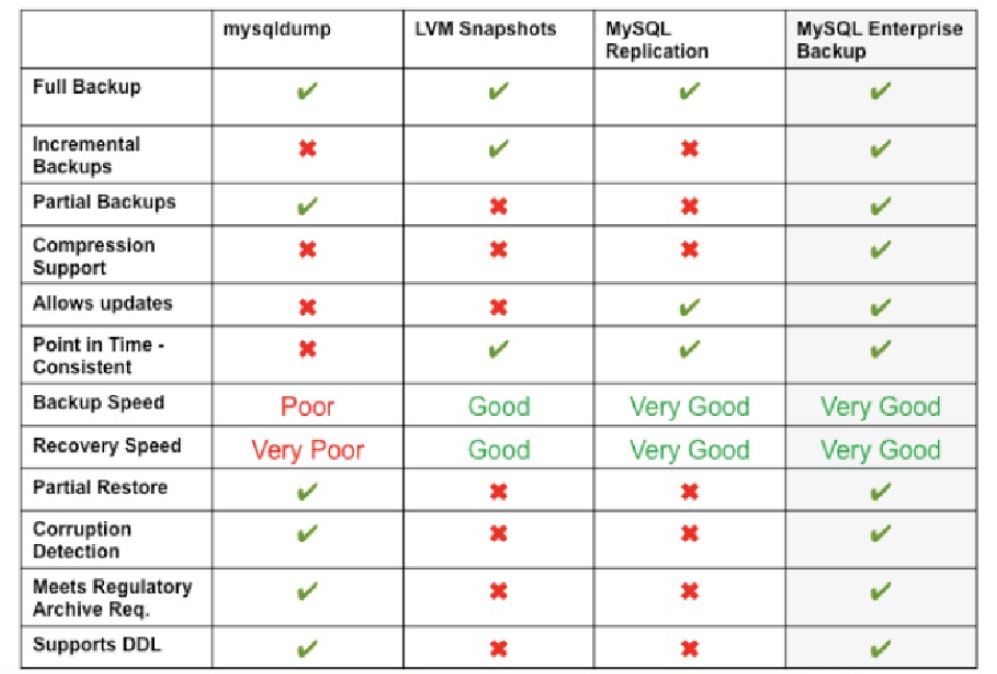 mysqldump LVM Snapshots MySQL Replication MySQL Enterprise Backup
Full Backup ✔ ✔ ✔ ✔
Incremental Backups ✖ ✔ ✖ ✔
Partial Backups ✔ ✖ ✖ ✔
Compression Support ✖ ✖ ✖ ✔
Allows updates ✖ ✖ ✔ ✔
Point in Time - Consistent ✖ ✔ ✔ ✔
Backup Speed Poor Good Very Good Very Good
Recovery Speed Very Poor Good Very Good Very Good
Partial Restore ✔ ✖ ✖ ✔
Corruption Detection ✔ ✖ ✖ ✔
Meets Regulatory Archive Req. ✔ ✖ ✖ ✔
Supports DDL ✔ ✖ ✖ ✔